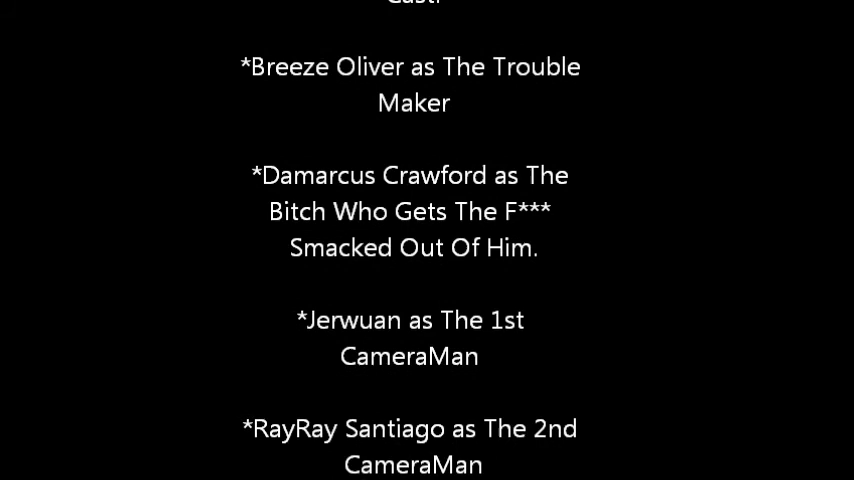 Cast:
*Breeze Oliver as The Trouble
Maker
*Damarcus Crawford as The
Bitch Who Gets The F***
Smacked Out Of Him.
*Jerwuan as The 1st
CameraMan
*RayRay Santiago as The 2nd
CameraMan